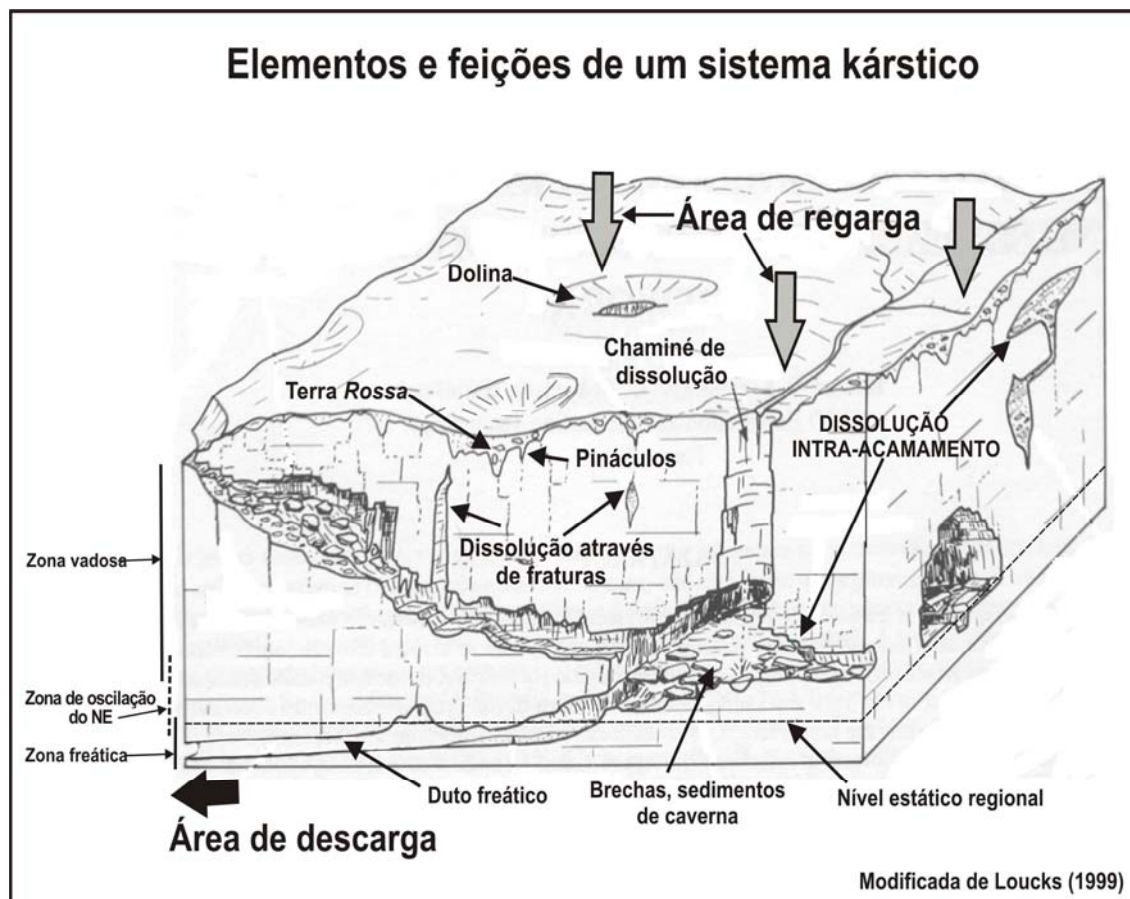 Elementos e feições de um sistema kárstico
Área de regarga
Dolina
Chaminé de
dissolução
Terra Rossa
DISSOLUÇÃO
INTRA-ACAMAMENTO
Pináculos
Zona vadosa
Dissolução através
de fraturas
Zona de oscilação
do NE
Zona freática
Duto freático
Brechas, sedimentos
de caverna
Nível estático regional
Área de descarga
Modificada de Loucks (1999)